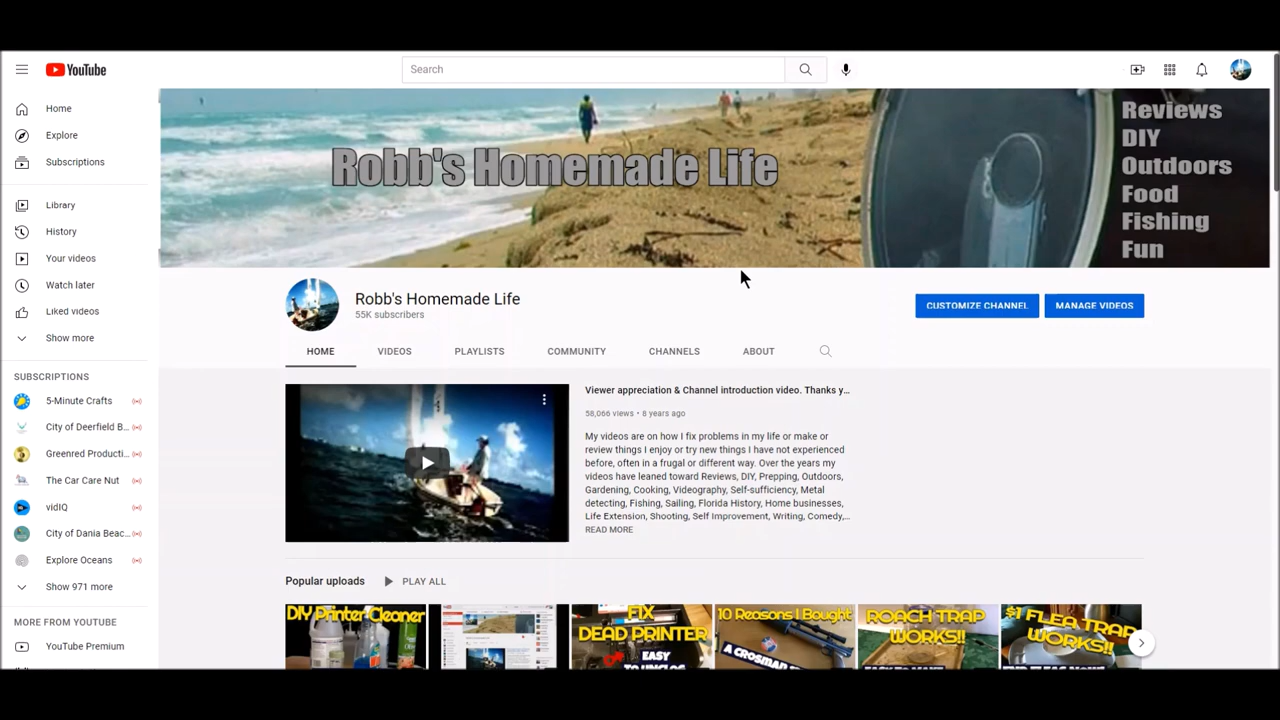 YouTube
Search
Home
Explore
Subscriptions
Library
History
Your videos
Watch later
Liked videos
Show more
SUBSCRIPTIONS
5-Minute Crafts
City of Deerfield B...
Greenred Producti...
The Car Care Nut
vidIQ
City of Dania Beac...
Explore Oceans
Show 971 more
MORE FROM YOUTUBE
YouTube Premium
Robb's Homemade Life
Reviews
DIY
Outdoors
Food
Fishing
Fun
Robb's Homemade Life
55K subscribers
CUSTOMIZE CHANNEL
MANAGE VIDEOS
HOME
VIDEOS
PLAYLISTS
COMMUNITY
CHANNELS
ABOUT
Viewer appreciation & Channel introduction video. Thanks y...
58,066 views • 8 years ago
My videos are on how I fix problems in my life or make or
review things I enjoy or try new things I have not experienced
before, often in a frugal or different way. Over the years my
videos have leaned toward Reviews, DIY, Prepping, Outdoors,
Gardening, Cooking, Videography, Self-sufficiency, Metal
detecting, Fishing, Sailing, Florida History, Home businesses,
Life Extension, Shooting, Self Improvement, Writing, Comedy,...
READ MORE
Popular uploads
PLAY ALL
DIY Printer Cleaner
FIX
DEAD PRINTER
OR
EASY
TO UNCLOG
10 Reasons I Bought
A CROSMAN
ROACH TRAP
WORKS!!
EASY TO MAKE
$1 FLEA TRAP
WORKS!!